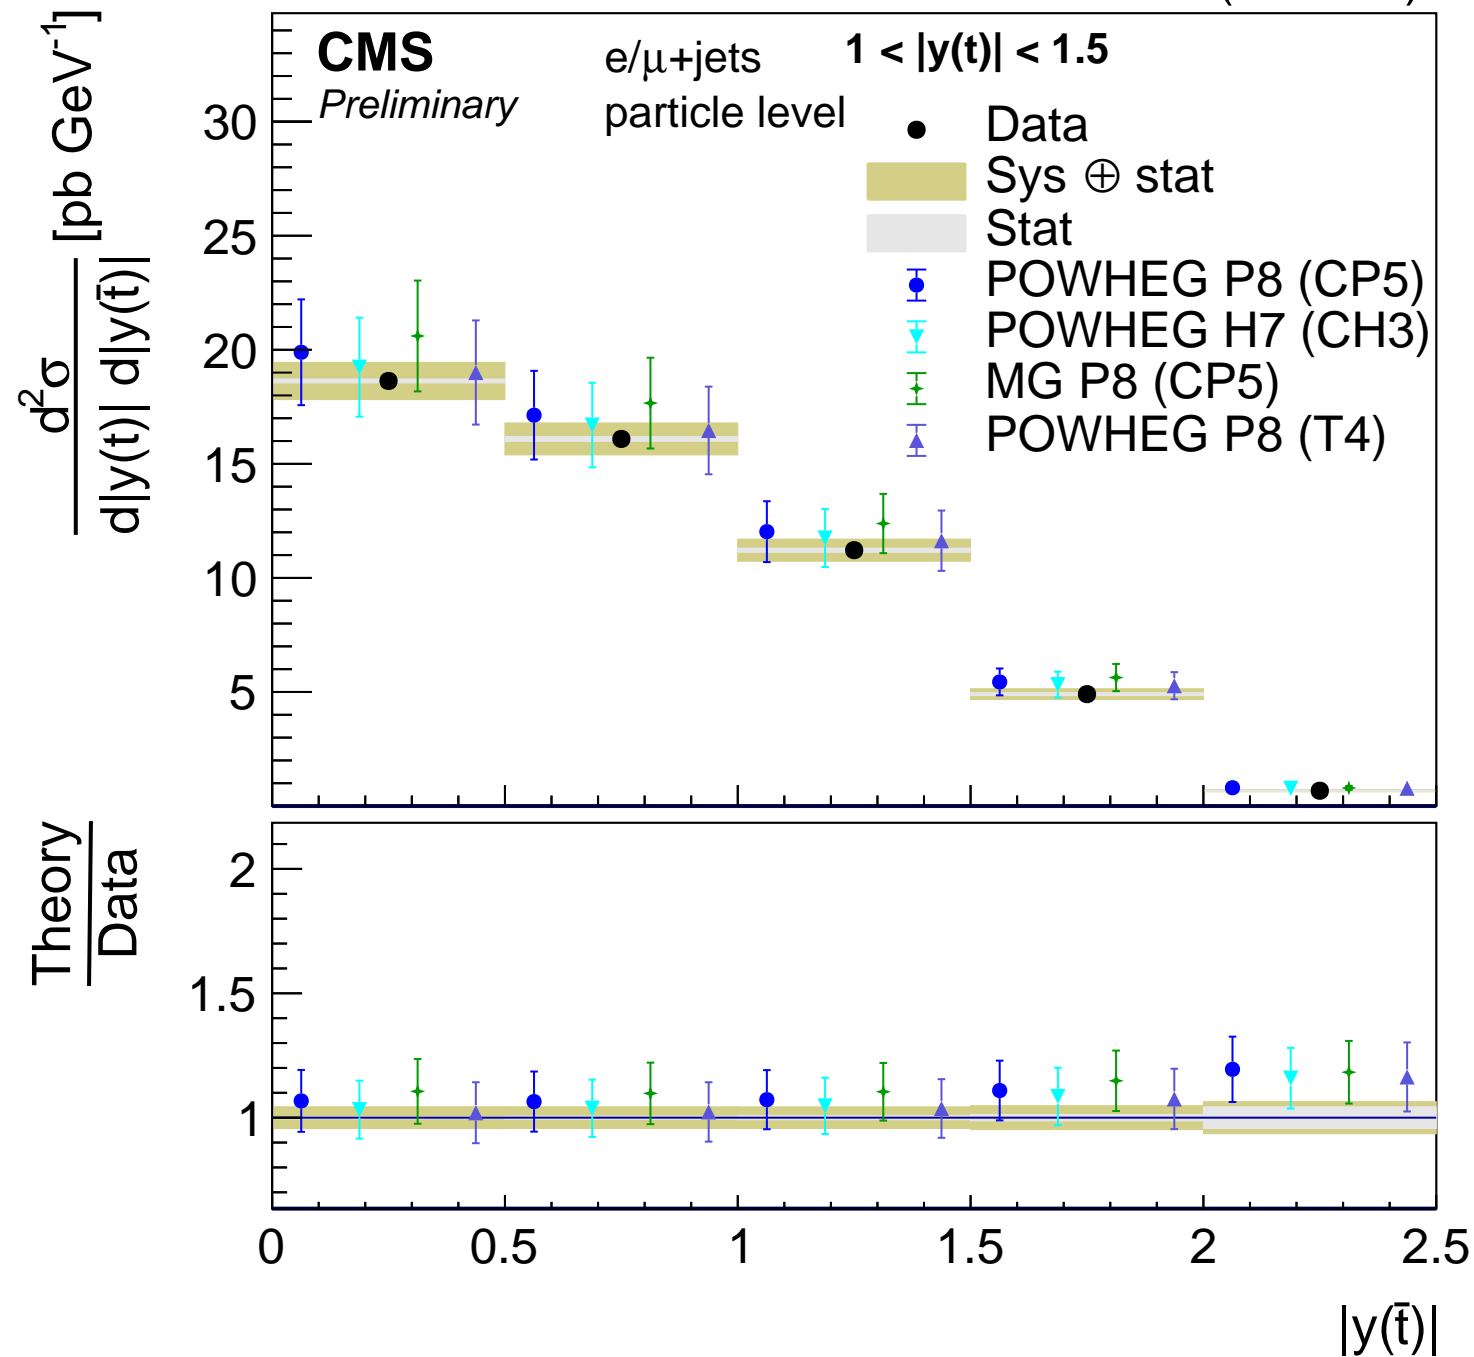 CMS
Preliminary
e/μ+jets
particle level
1 < |y(t)| < 1.5
Data
Sys ⊕ stat
Stat
POWHEG P8 (CP5)
POWHEG H7 (CH3)
MG P8 (CP5)
POWHEG P8 (T4)
d²σ
d|y(t)| d|y(t̄)|
[pb GeV⁻¹]
30
25
20
15
10
5
Theory
Data
2
1.5
1
0 0.5 1 1.5 2 2.5
|y(t̄)|